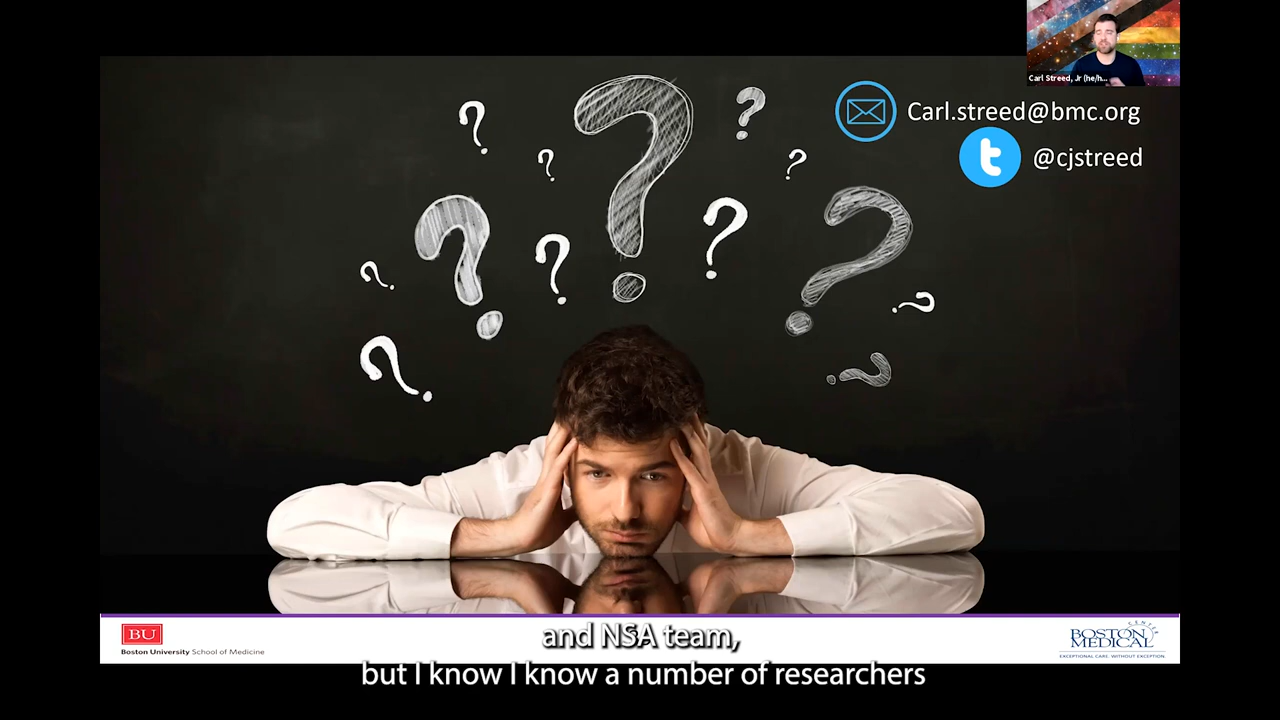 Carl Streed, Jr (he/h...
Carl.streed@bmc.org
@cjstreed
BU
Boston University School of Medicine
and NSA team,
but I know I know a number of researchers
BOSTON
MEDICAL
CENTER
EXCEPTIONAL CARE. WITHOUT EXCEPTION.